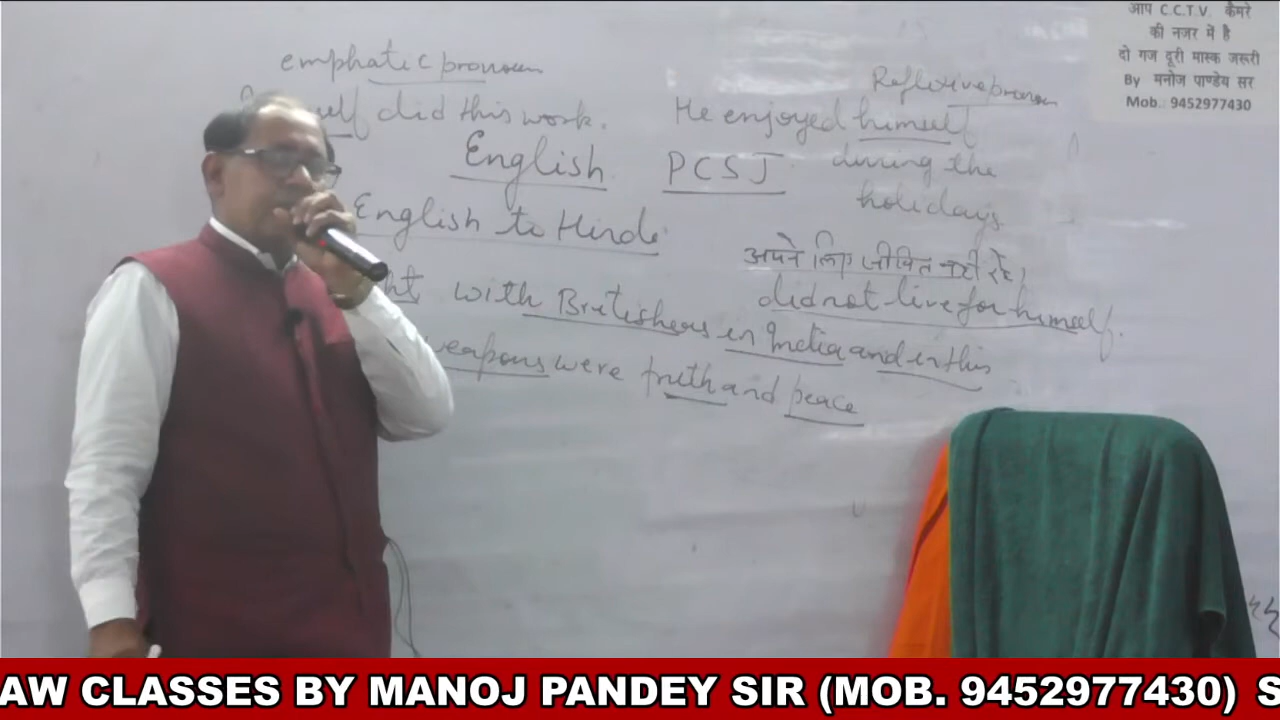 आप C.C.T.V. कैमरे
की नजर में है
दो गज दूरी मास्क जरूरी
By मनोज पाण्डेय सर
Mob.: 9452977430
emphatic pronoun
Reflexive pronoun
did this work.
He enjoyed himself
during the
holidays
English PCSJ
English to Hindi
अपने लिए जीवित नहीं रहे।
did not live for himself.
with Britishers in India and in this
weapons were truth and peace
AW CLASSES BY MANOJ PANDEY SIR (MOB. 9452977430) S